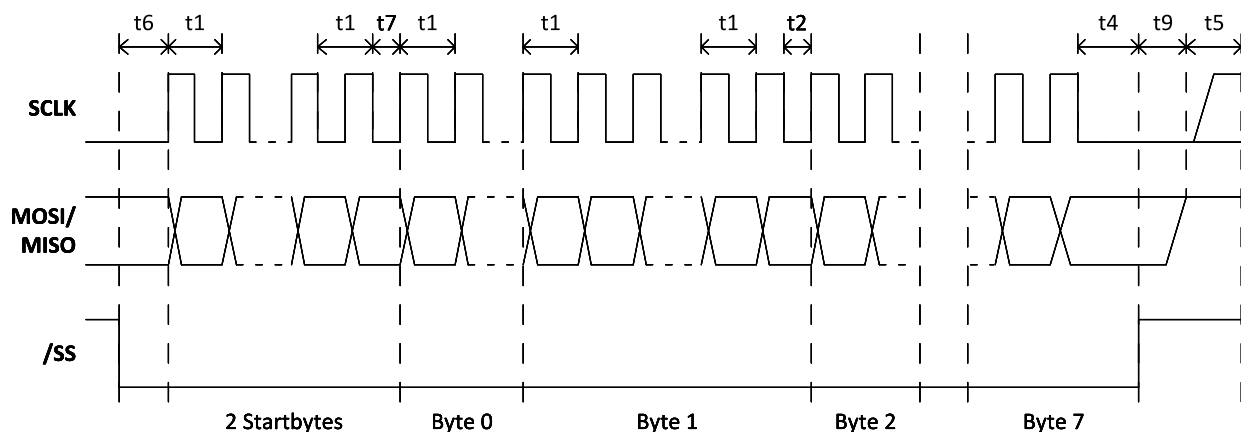 t6 t1 t1 t7 t1 t1 t1 t2 t4 t9 t5
SCLK
MOSI/
MISO
/SS
2 Startbytes Byte 0 Byte 1 Byte 2 Byte 7